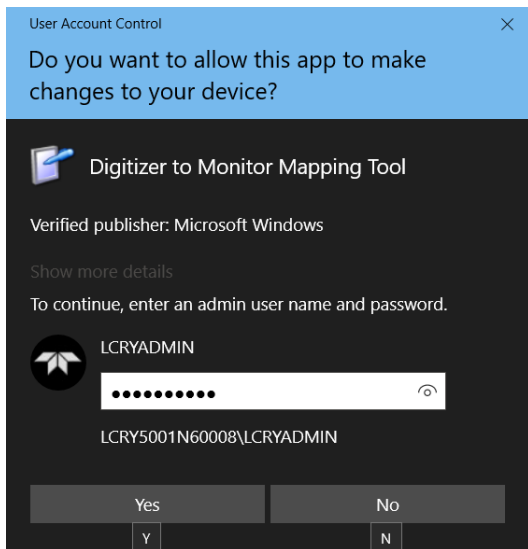 User Account Control
Do you want to allow this app to make
changes to your device?
Digitizer to Monitor Mapping Tool
Verified publisher: Microsoft Windows
Show more details
To continue, enter an admin user name and password.
LCRYADMIN
●●●●●●●●●●
LCRY5001N60008\LCRYADMIN
Yes No
Y N